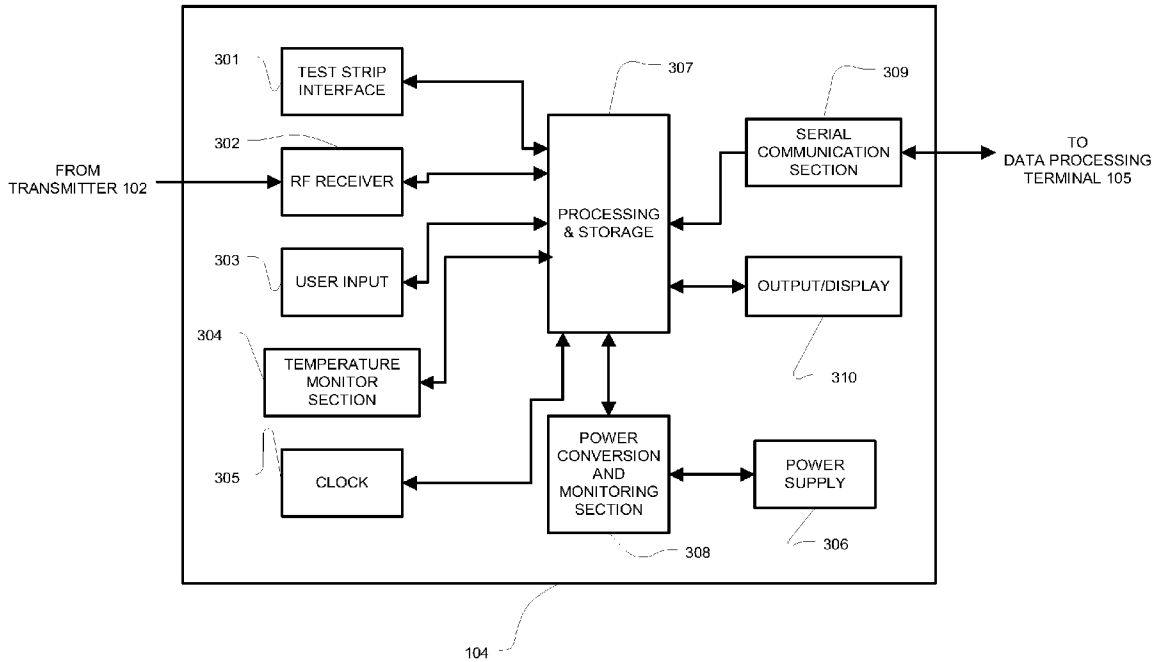 301
TEST STRIP
INTERFACE
307
309
302
SERIAL
COMMUNICATION
SECTION
TO
DATA PROCESSING
TERMINAL 105
FROM
TRANSMITTER 102
RF RECEIVER
PROCESSING
& STORAGE
303
USER INPUT
OUTPUT/DISPLAY
304
TEMPERATURE
MONITOR
SECTION
310
305
CLOCK
POWER
CONVERSION
AND
MONITORING
SECTION
POWER
SUPPLY
308
306
104